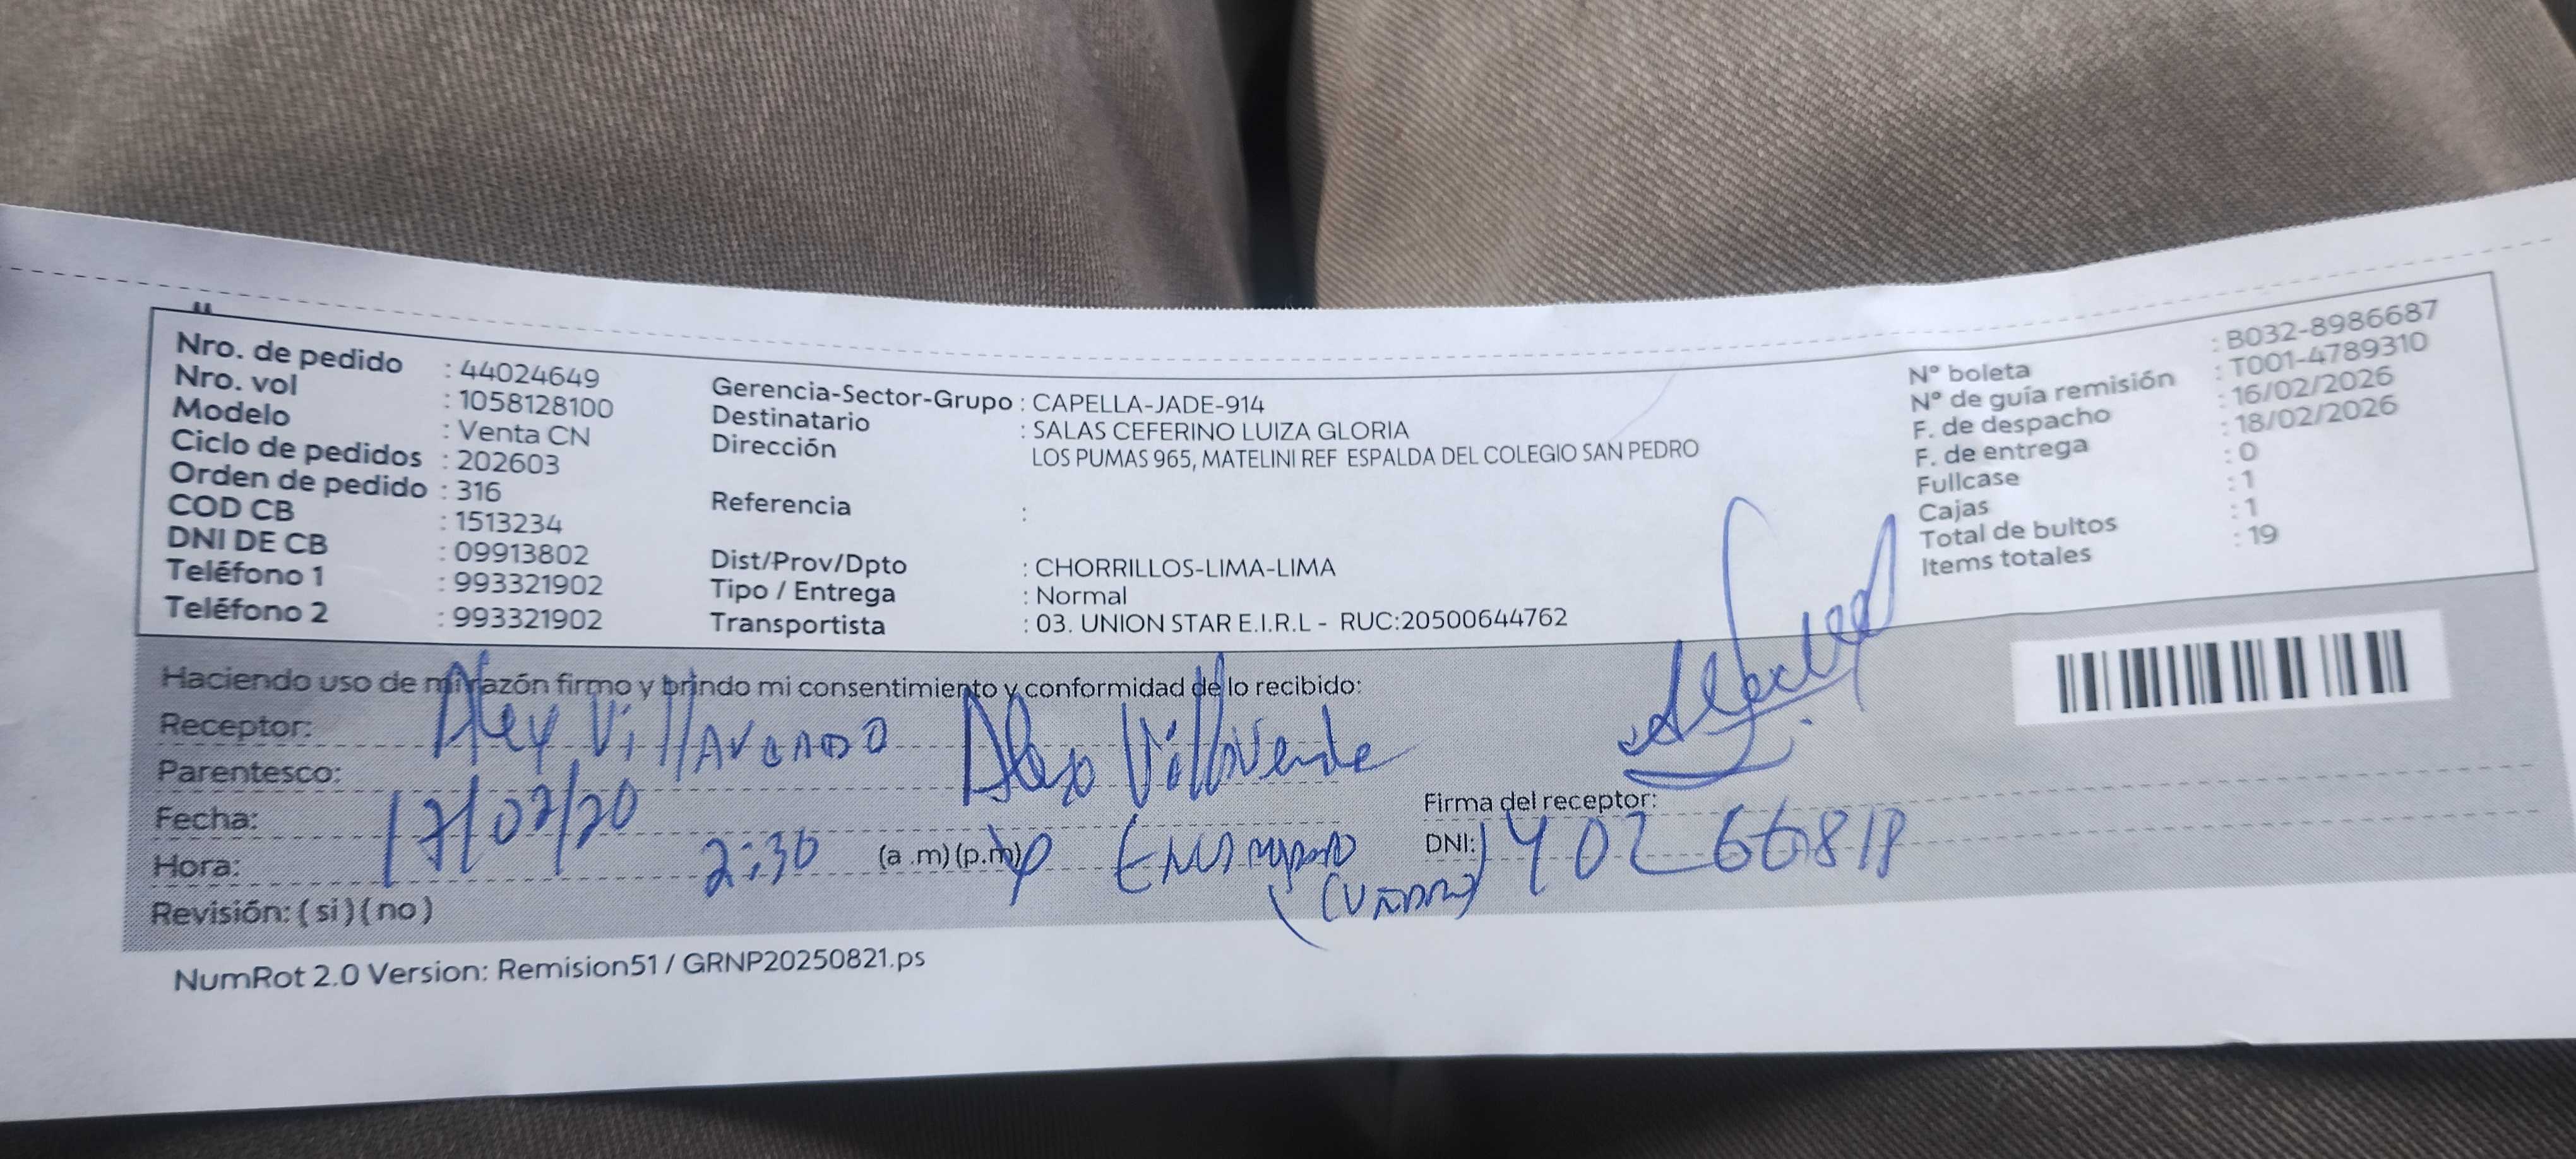 Nro. de pedido : 44024649
Nro. vol : 1058128100
Modelo : Venta CN
Ciclo de pedidos : 202603
Orden de pedido : 316
COD CB : 1513234
DNI DE CB : 09913802
Teléfono 1 : 993321902
Teléfono 2 : 993321902
Gerencia-Sector-Grupo : CAPELLA-JADE-914
Destinatario : SALAS CEFERINO LUIZA GLORIA
Dirección LOS PUMAS 965, MATELINI REF ESPALDA DEL COLEGIO SAN PEDRO
Referencia :
Dist/Prov/Dpto : CHORRILLOS-LIMA-LIMA
Tipo / Entrega : Normal
Transportista : 03. UNION STAR E.I.R.L - RUC:20500644762
N° boleta : B032-8986687
N° de guía remisión : T001-4789310
F. de despacho : 16/02/2026
F. de entrega : 18/02/2026
Fullcase : 0
Cajas : 1
Total de bultos : 1
Items totales : 19
Haciendo uso de mi razón firmo y brindo mi consentimiento y conformidad de lo recibido:
Receptor: Alex Villaverde
Parentesco:
Fecha: 17/02/20
Hora: 2:30 (a .m) (p.m)
Revisión: ( si ) ( no )
Firma del receptor:
DNI:
NumRot 2.0 Version: Remision51 / GRNP20250821.ps